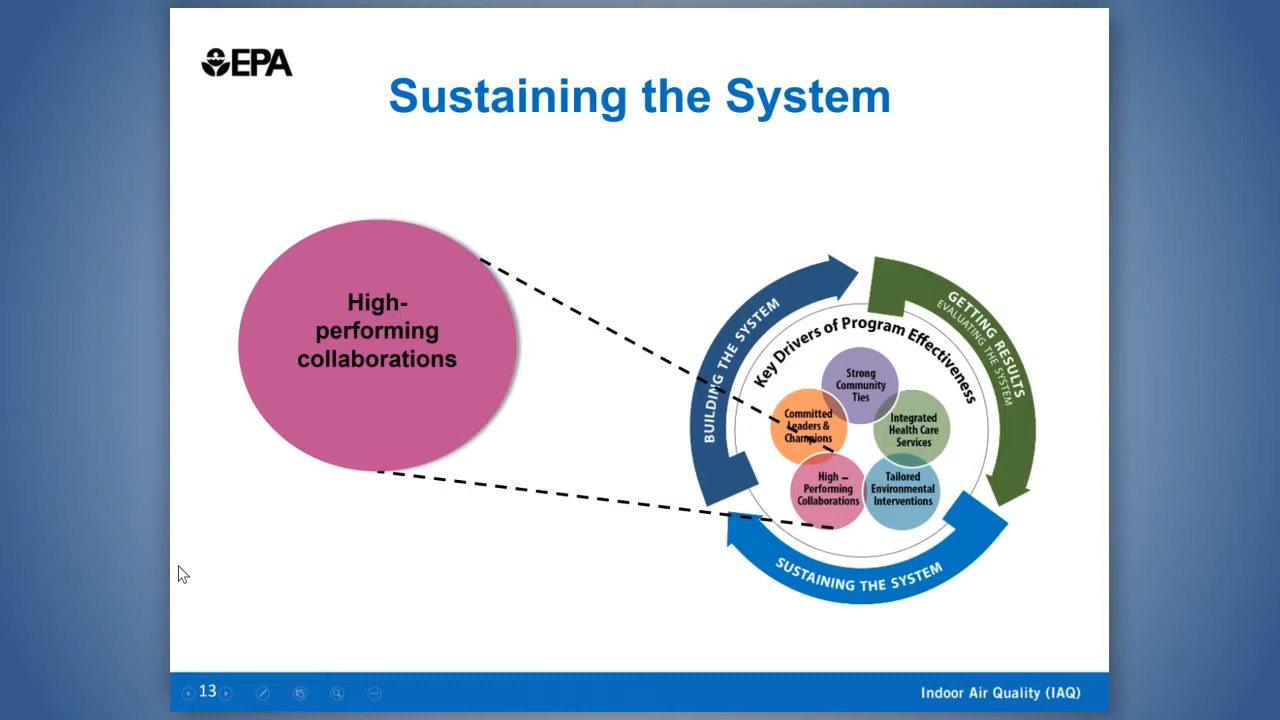 EPA
Sustaining the System
High-
performing
collaborations
BUILDING THE SYSTEM
GETTING RESULTS
EVALUATING THE SYSTEM
Key Drivers of Program Effectiveness
Strong
Community
Ties
Committed
Leaders &
Champions
Integrated
Health Care
Services
High –
Performing
Collaborations
Tailored
Environmental
Interventions
SUSTAINING THE SYSTEM
13
Indoor Air Quality (IAQ)